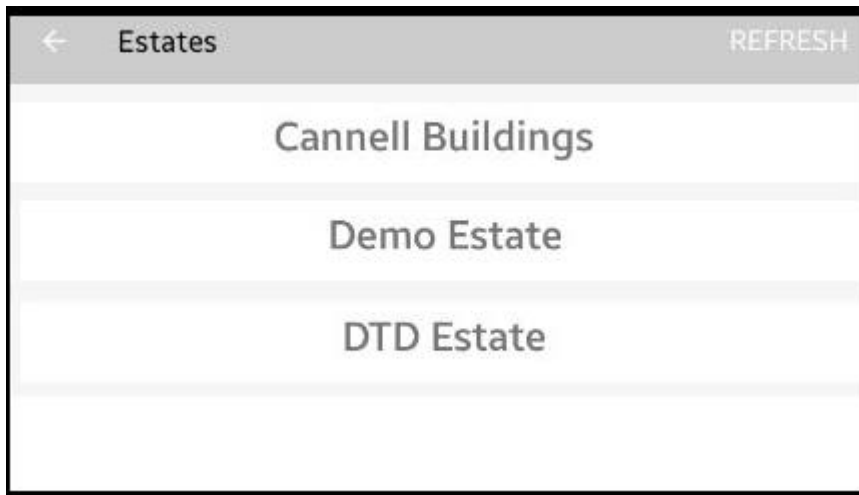 Estates REFRESH
Cannell Buildings
Demo Estate
DTD Estate